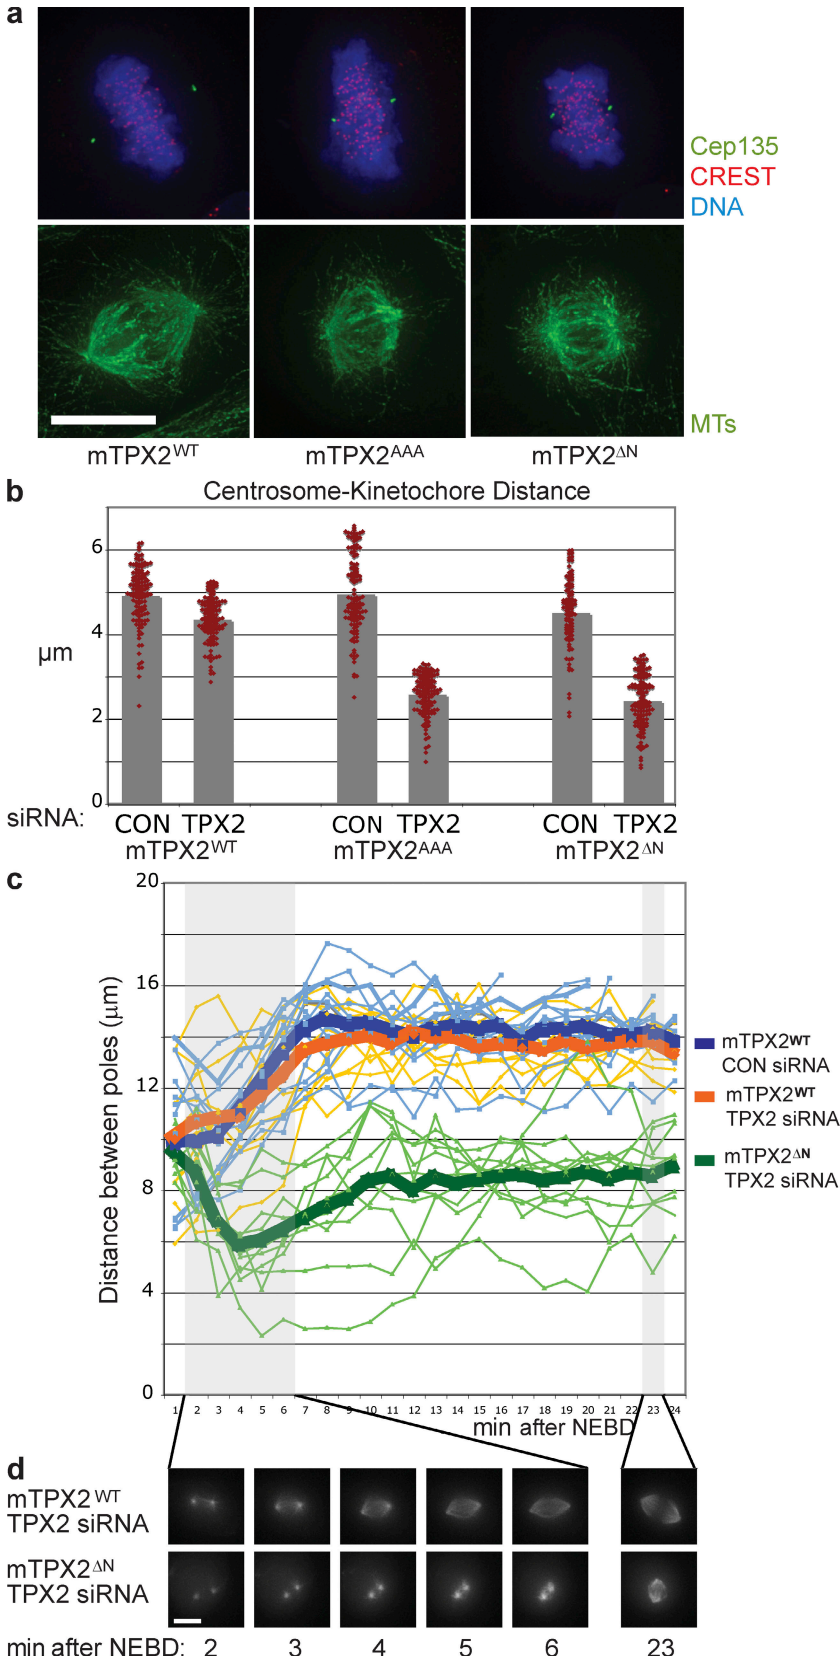 a
Cep135
CREST
DNA
MTs
mTPX2WT mTPX2AAA mTPX2ΔN
b
Centrosome-Kinetochore Distance
6
4
µm
2
0
siRNA: CON TPX2 CON TPX2 CON TPX2
mTPX2WT mTPX2AAA mTPX2ΔN
c
20
16
12
8
4
0
Distance between poles (µm)
mTPX2WT
CON siRNA
mTPX2WT
TPX2 siRNA
mTPX2ΔN
TPX2 siRNA
1 2 3 4 5 6 7 8 9 10 11 12 13 14 15 16 17 18 19 20 21 22 23 24
min after NEBD
d
mTPX2WT
TPX2 siRNA
mTPX2ΔN
TPX2 siRNA
min after NEBD: 2 3 4 5 6 23